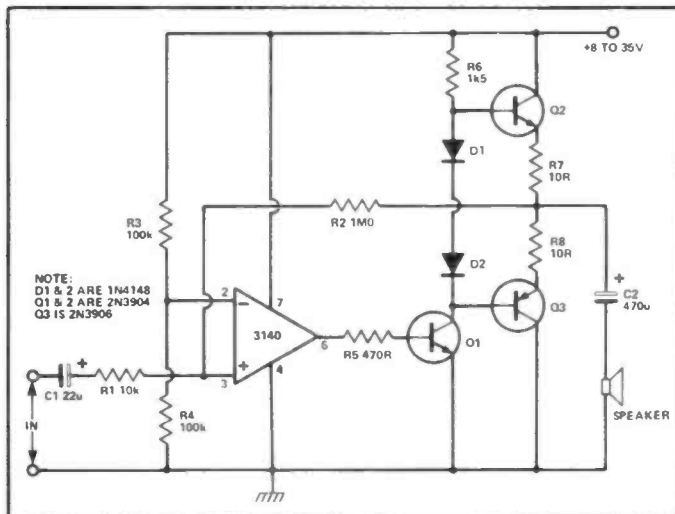 +8 TO 35V
R6
1k5
Q2
D1
R7
10R
R2 1M0
R3
100k
D2
R8
10R
NOTE:
D1 & 2 ARE 1N4148
Q1 & 2 ARE 2N3904
Q3 IS 2N3906
2
7
3140
6
R5 470R
Q1
Q3
+
C2
470u
+
3
4
C1 22u
R1 10k
R4
100k
SPEAKER
IN